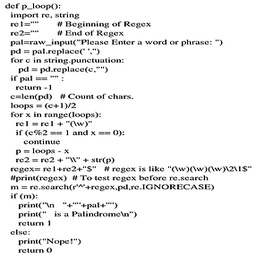 def p_loop():
import re, string
re1="" # Beginning of Regex
re2="" # End of Regex
pal=raw_input("Please Enter a word or phrase: ")
pd = pal.replace(' ','')
for c in string.punctuation:
pd = pd.replace(c,"")
if pal == "" :
return -1
c=len(pd) # Count of chars.
loops = (c+1)/2
for x in range(loops):
re1 = re1 + "(\w)"
if (c%2 == 1 and x == 0):
continue
p = loops - x
re2 = re2 + "\\" + str(p)
regex= re1+re2+"$" # regex is like "(\w)(\w)(\w)\2\1$"
#print(regex) # To test regex before re.search
m = re.search(r'^'+regex,pd,re.IGNORECASE)
if (m):
print("\n "+'"'+pal+'"')
print(" is a Palindrome\n")
return 1
else:
print("Nope!")
return 0